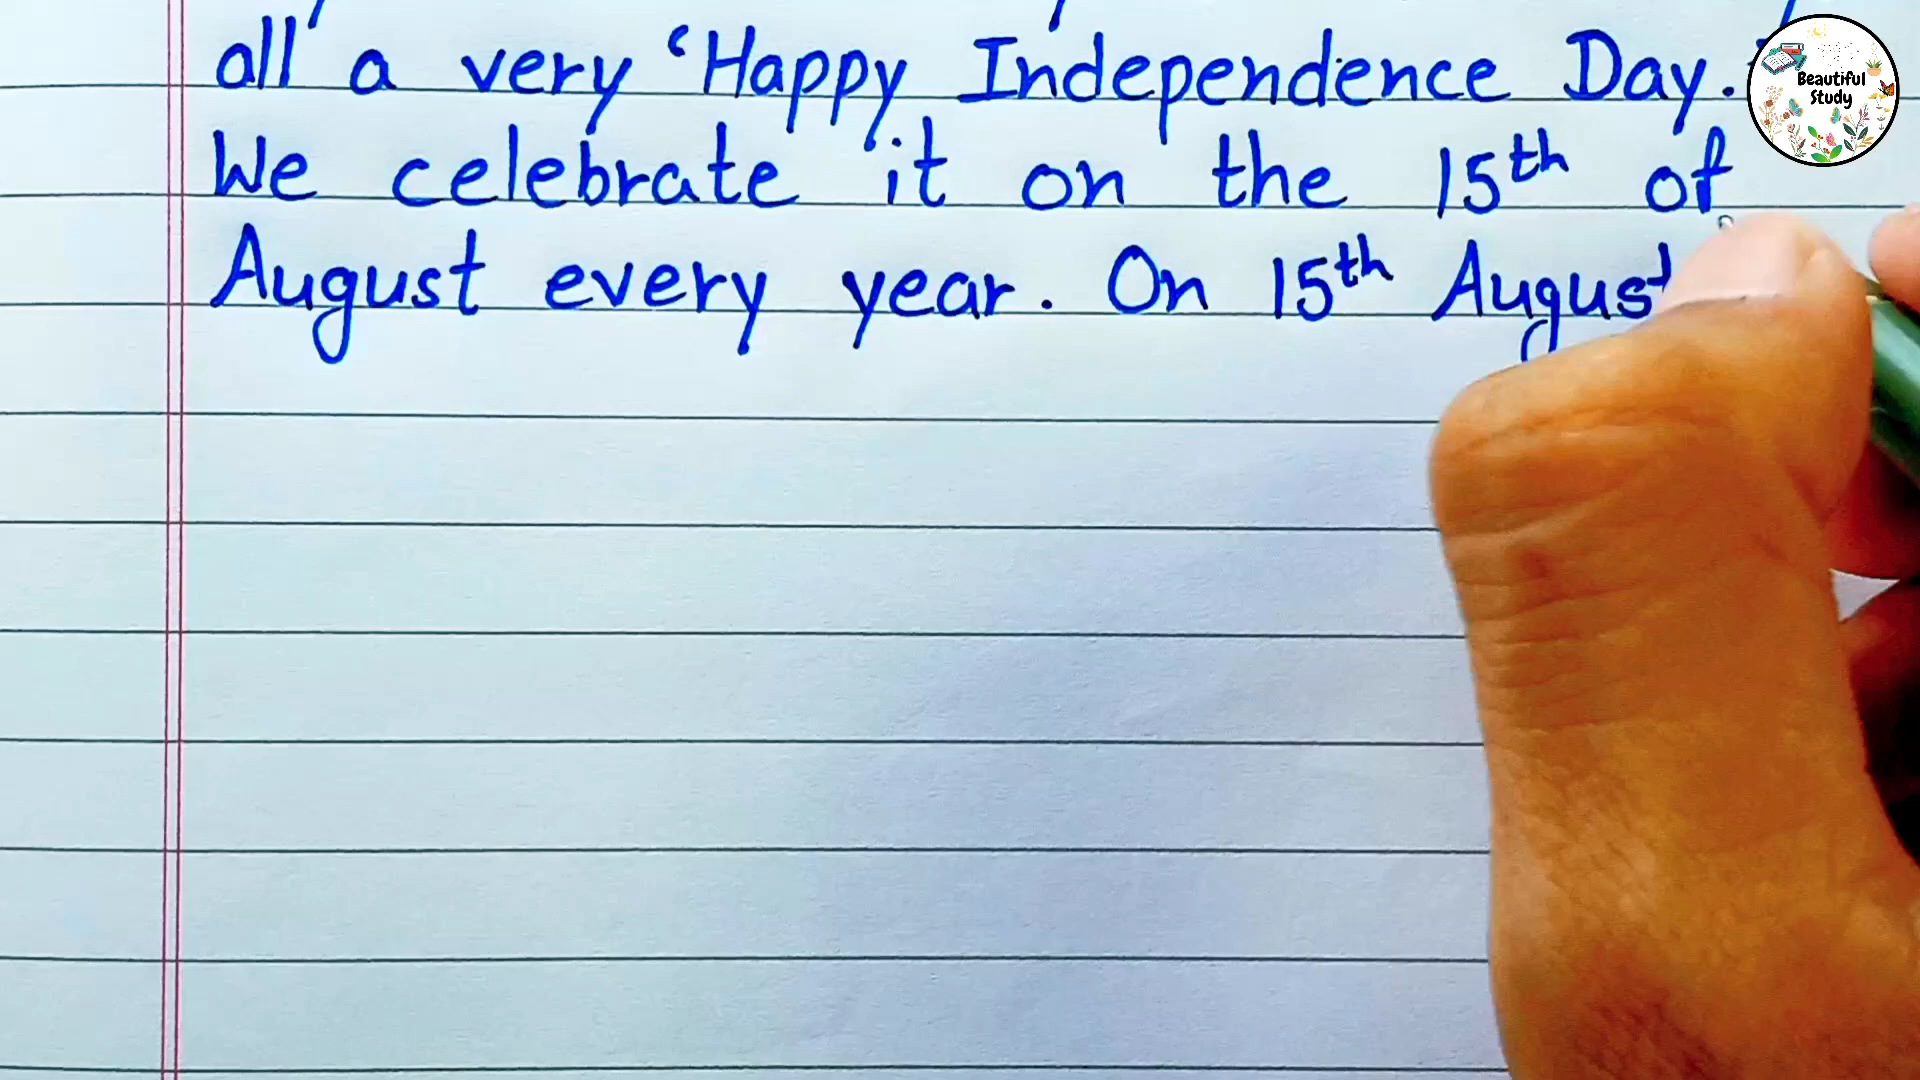 all a very ‘Happy Independence Day.’
We celebrate it on the 15th of
August every year. On 15th August
Beautiful
Study